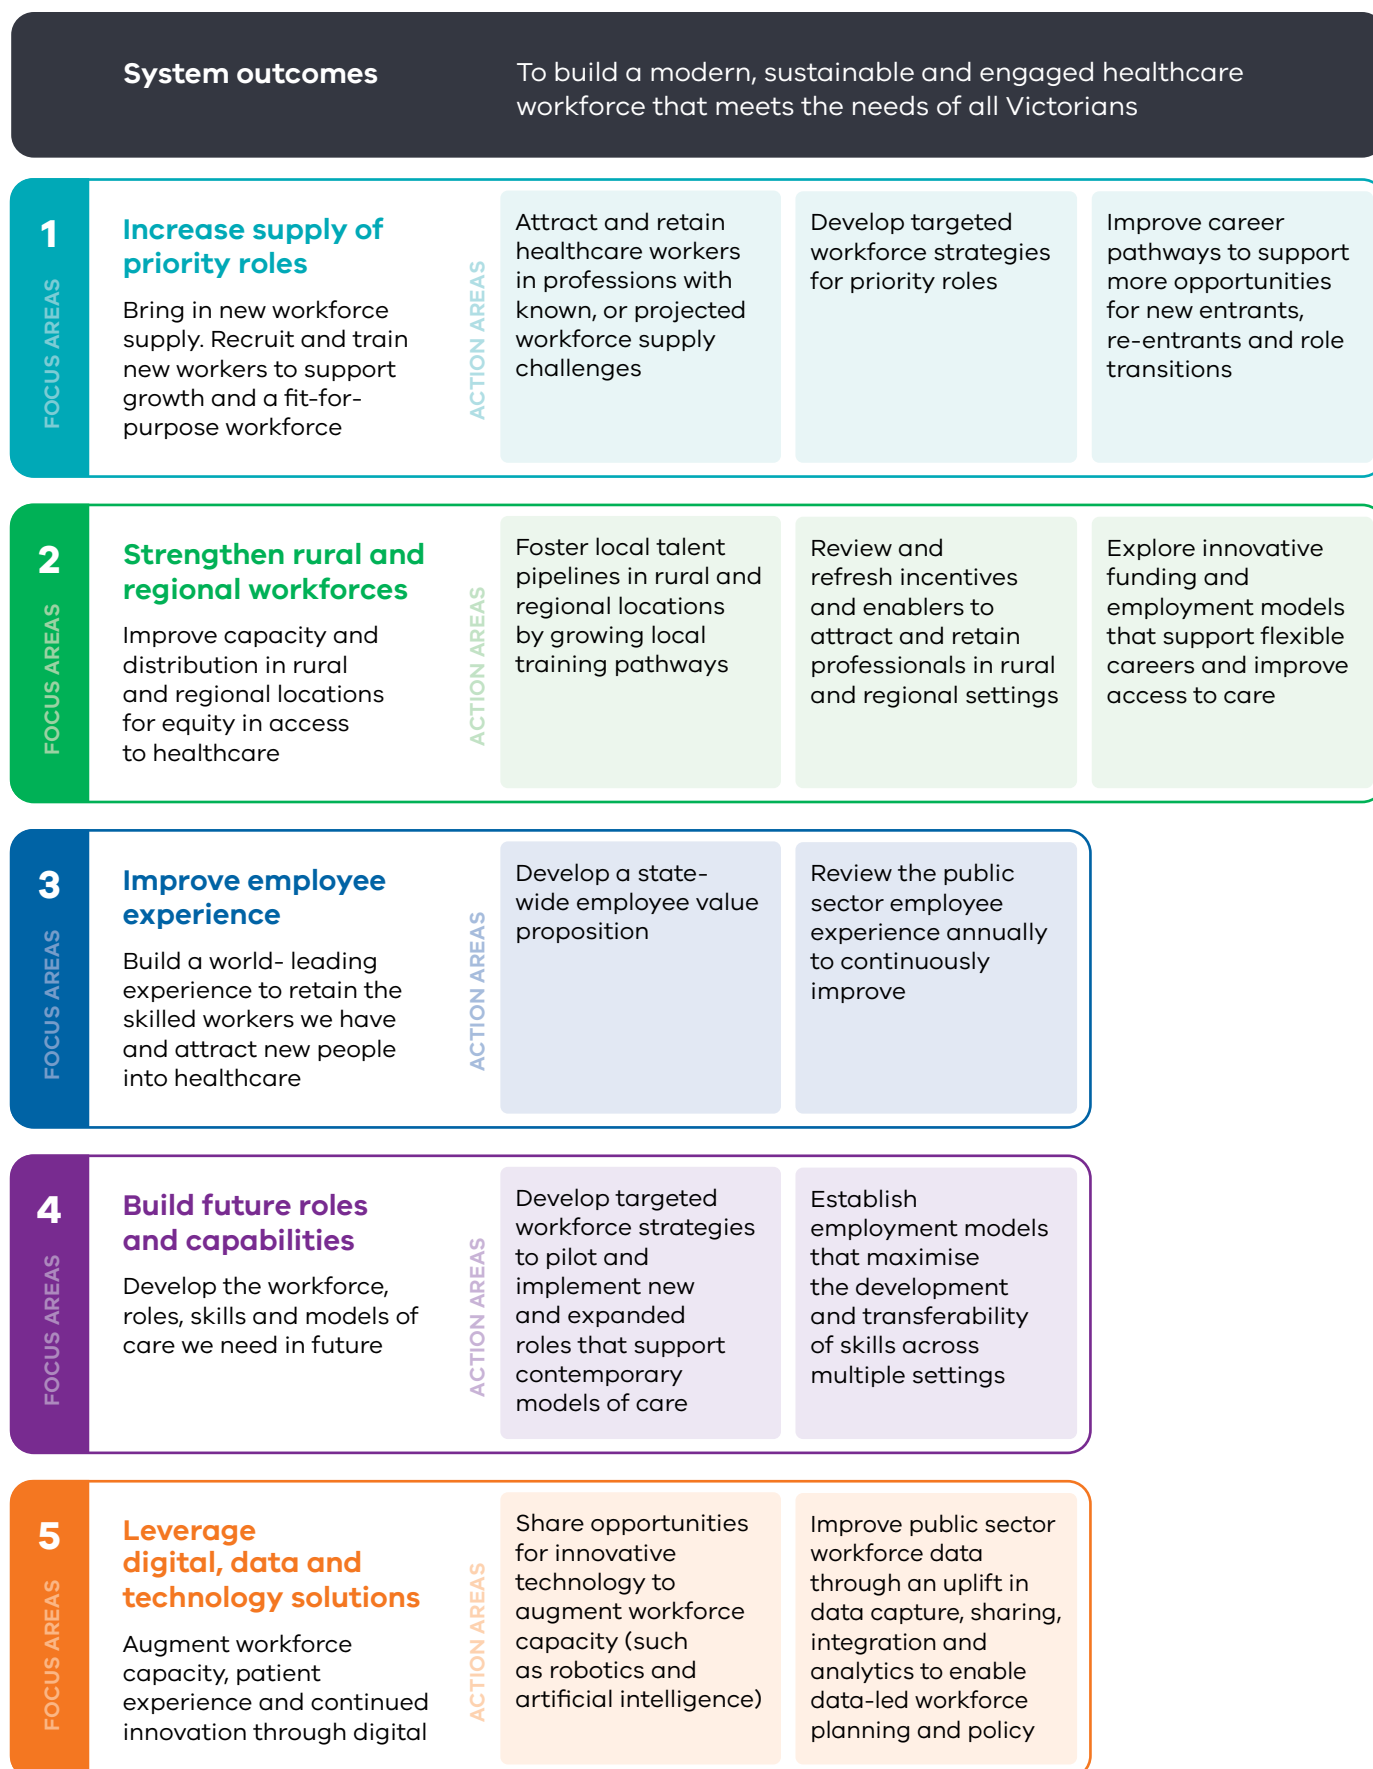 System outcomes
To build a modern, sustainable and engaged healthcare
workforce that meets the needs of all Victorians
1
FOCUS AREAS
Increase supply of
priority roles
Bring in new workforce
supply. Recruit and train
new workers to support
growth and a fit-for-
purpose workforce
ACTION AREAS
Attract and retain
healthcare workers
in professions with
known, or projected
workforce supply
challenges
Develop targeted
workforce strategies
for priority roles
Improve career
pathways to support
more opportunities
for new entrants,
re-entrants and role
transitions
2
FOCUS AREAS
Strengthen rural and
regional workforces
Improve capacity and
distribution in rural
and regional locations
for equity in access
to healthcare
ACTION AREAS
Foster local talent
pipelines in rural and
regional locations
by growing local
training pathways
Review and
refresh incentives
and enablers to
attract and retain
professionals in rural
and regional settings
Explore innovative
funding and
employment models
that support flexible
careers and improve
access to care
3
FOCUS AREAS
Improve employee
experience
Build a world- leading
experience to retain the
skilled workers we have
and attract new people
into healthcare
ACTION AREAS
Develop a state-
wide employee value
proposition
Review the public
sector employee
experience annually
to continuously
improve
4
FOCUS AREAS
Build future roles
and capabilities
Develop the workforce,
roles, skills and models of
care we need in future
ACTION AREAS
Develop targeted
workforce strategies
to pilot and
implement new
and expanded
roles that support
contemporary
models of care
Establish
employment models
that maximise
the development
and transferability
of skills across
multiple settings
5
FOCUS AREAS
Leverage
digital, data and
technology solutions
Augment workforce
capacity, patient
experience and continued
innovation through digital
ACTION AREAS
Share opportunities
for innovative
technology to
augment workforce
capacity (such
as robotics and
artificial intelligence)
Improve public sector
workforce data
through an uplift in
data capture, sharing,
integration and
analytics to enable
data-led workforce
planning and policy